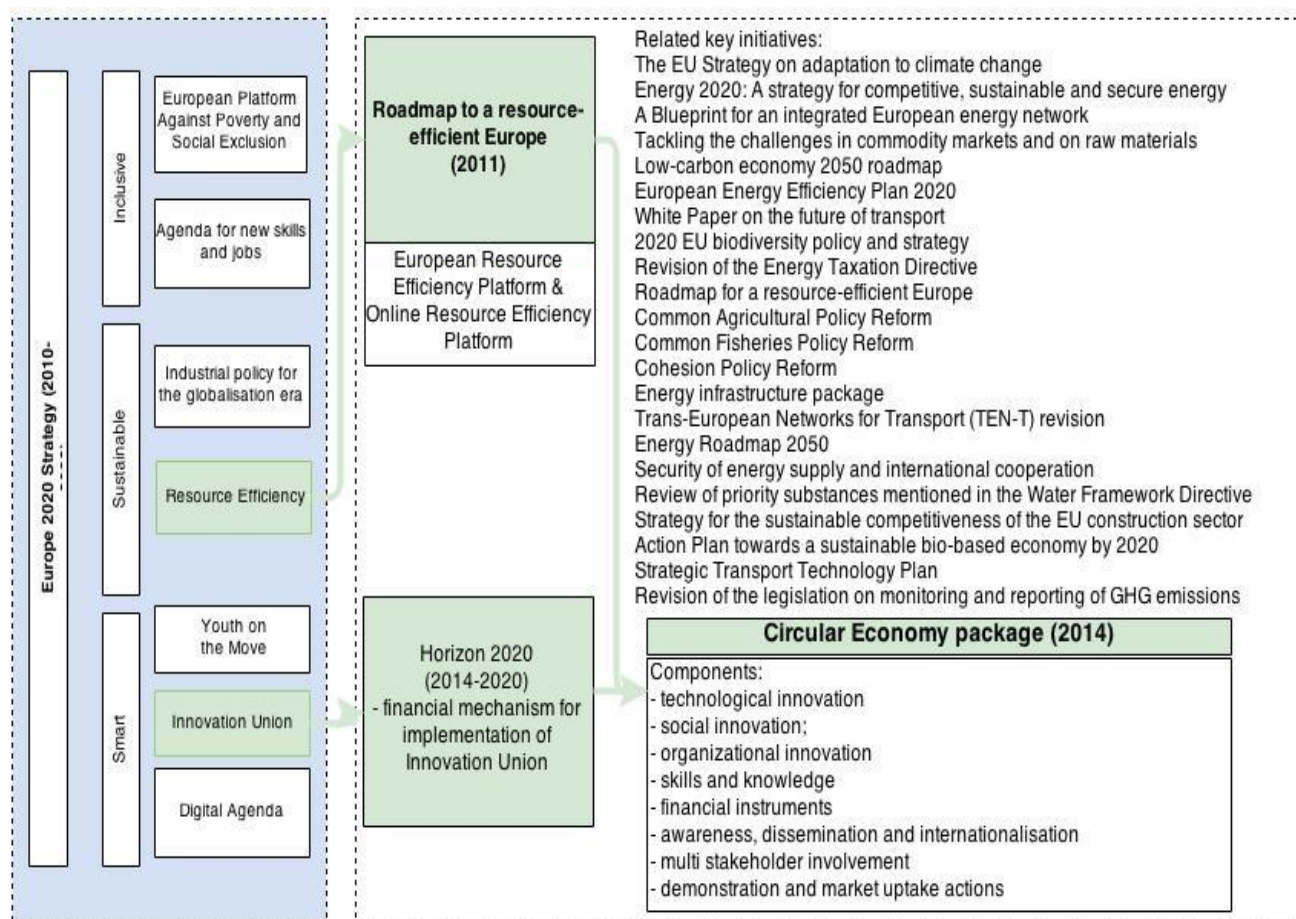 Europe 2020 Strategy (2010-
Inclusive
Sustainable
Smart
European Platform
Against Poverty and
Social Exclusion
Agenda for new skills
and jobs
Industrial policy for
the globalisation era
Resource Efficiency
Youth on
the Move
Innovation Union
Digital Agenda
Roadmap to a resource-
efficient Europe
(2011)
European Resource
Efficiency Platform &
Online Resource Efficiency
Platform
Horizon 2020
(2014-2020)
- financial mechanism for
implementation of
Innovation Union
Related key initiatives:
The EU Strategy on adaptation to climate change
Energy 2020: A strategy for competitive, sustainable and secure energy
A Blueprint for an integrated European energy network
Tackling the challenges in commodity markets and on raw materials
Low-carbon economy 2050 roadmap
European Energy Efficiency Plan 2020
White Paper on the future of transport
2020 EU biodiversity policy and strategy
Revision of the Energy Taxation Directive
Roadmap for a resource-efficient Europe
Common Agricultural Policy Reform
Common Fisheries Policy Reform
Cohesion Policy Reform
Energy infrastructure package
Trans-European Networks for Transport (TEN-T) revision
Energy Roadmap 2050
Security of energy supply and international cooperation
Review of priority substances mentioned in the Water Framework Directive
Strategy for the sustainable competitiveness of the EU construction sector
Action Plan towards a sustainable bio-based economy by 2020
Strategic Transport Technology Plan
Revision of the legislation on monitoring and reporting of GHG emissions
Circular Economy package (2014)
Components:
- technological innovation
- social innovation;
- organizational innovation
- skills and knowledge
- financial instruments
- awareness, dissemination and internationalisation
- multi stakeholder involvement
- demonstration and market uptake actions